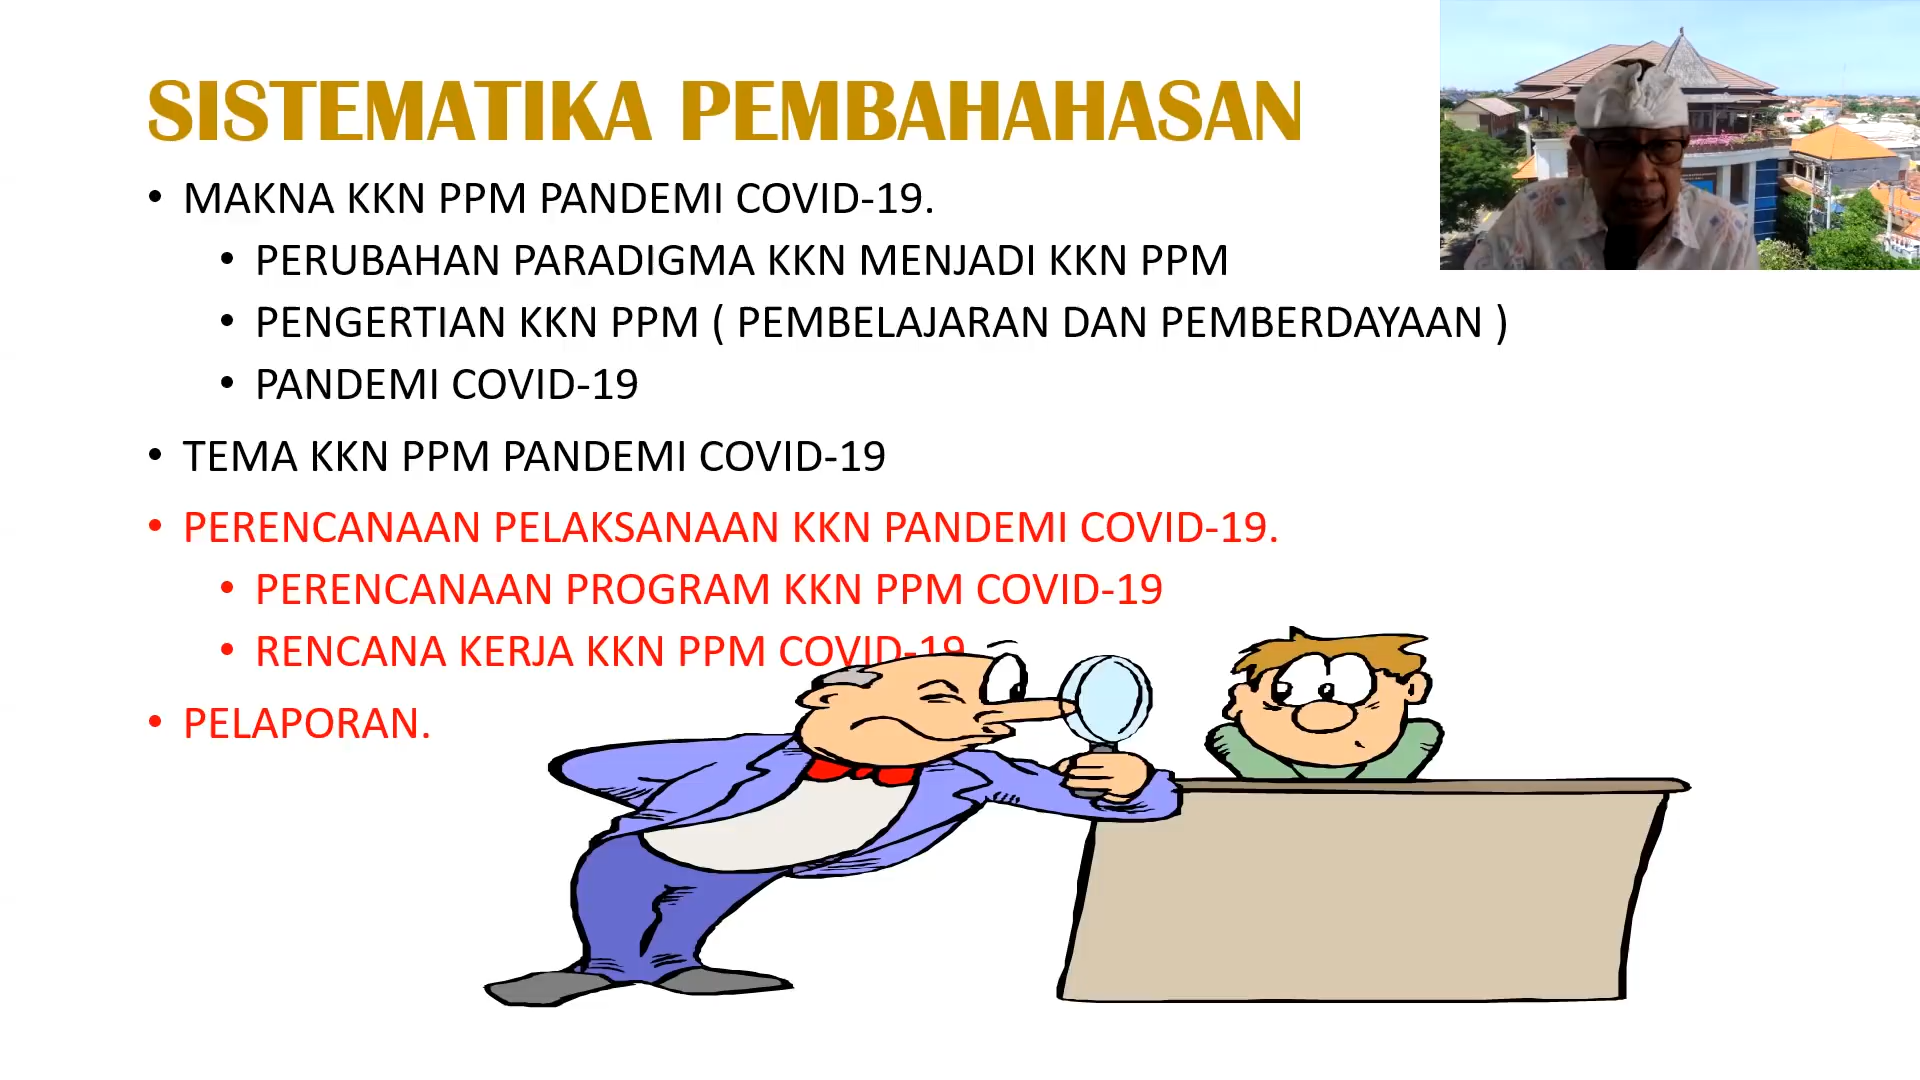 SISTEMATIKA PEMBAHAHASAN
• MAKNA KKN PPM PANDEMI COVID-19.
• PERUBAHAN PARADIGMA KKN MENJADI KKN PPM
• PENGERTIAN KKN PPM ( PEMBELAJARAN DAN PEMBERDAYAAN )
• PANDEMI COVID-19
• TEMA KKN PPM PANDEMI COVID-19
• PERENCANAAN PELAKSANAAN KKN PANDEMI COVID-19.
• PERENCANAAN PROGRAM KKN PPM COVID-19
• RENCANA KERJA KKN PPM COVID-19
• PELAPORAN.